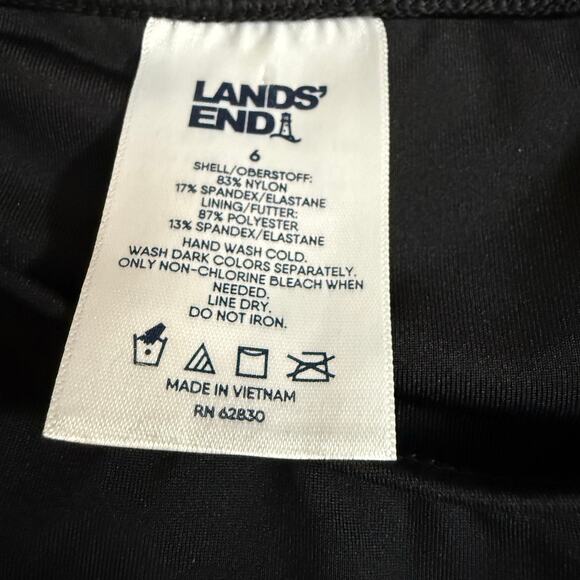 LANDS'
END
6
SHELL/OBERSTOFF:
83% NYLON
17% SPANDEX/ELASTANE
LINING/FUTTER:
87% POLYESTER
13% SPANDEX/ELASTANE
HAND WASH COLD.
WASH DARK COLORS SEPARATELY.
ONLY NON-CHLORINE BLEACH WHEN
NEEDED.
LINE DRY.
DO NOT IRON.
MADE IN VIETNAM
RN 62830